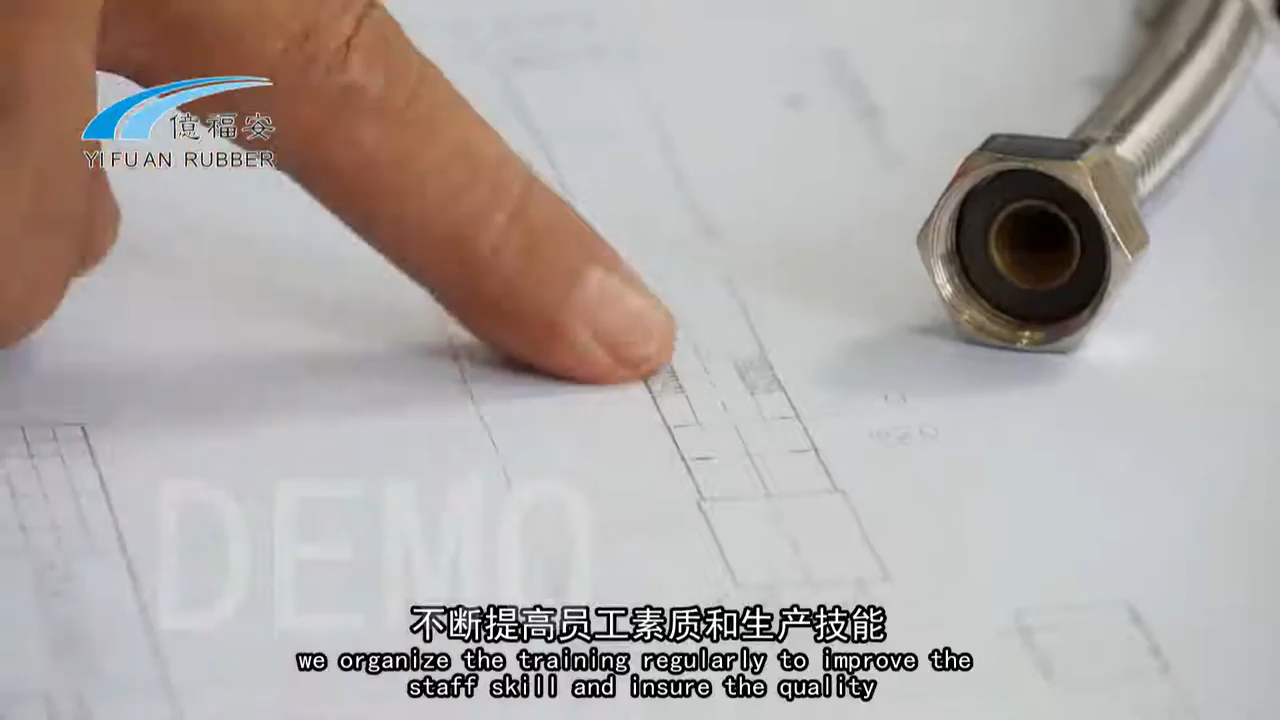 億福安
YIFUAN RUBBER
DEMO
不断提高员工素质和生产技能
we organize the training regularly to improve the
staff skill and insure the quality